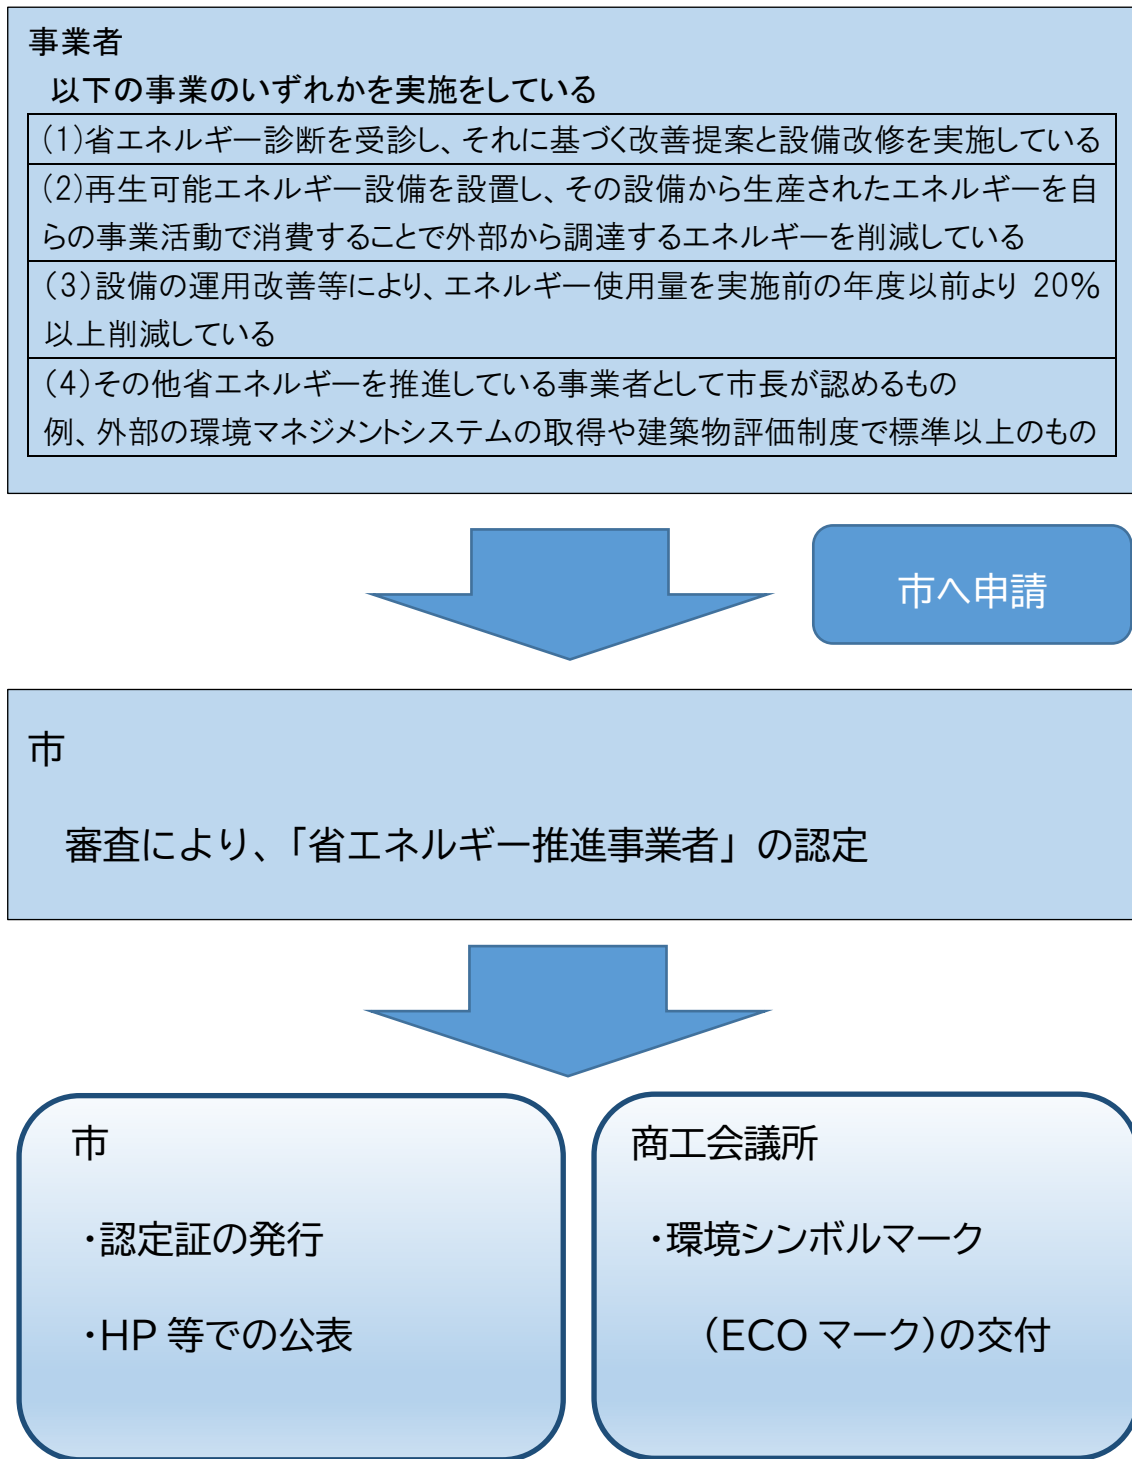 事業者
以下の事業のいずれかを実施をしている
(1)省エネルギー診断を受診し、それに基づく改善提案と設備改修を実施している
(2)再生可能エネルギー設備を設置し、その設備から生産されたエネルギーを自
らの事業活動で消費することで外部から調達するエネルギーを削減している
(3)設備の運用改善等により、エネルギー使用量を実施前の年度以前より 20%
以上削減している
(4)その他省エネルギーを推進している事業者として市長が認めるもの
例、外部の環境マネジメントシステムの取得や建築物評価制度で標準以上のもの
市へ申請
市
審査により、「省エネルギー推進事業者」の認定
市
・認定証の発行
・HP 等での公表
商工会議所
・環境シンボルマーク
(ECO マーク)の交付